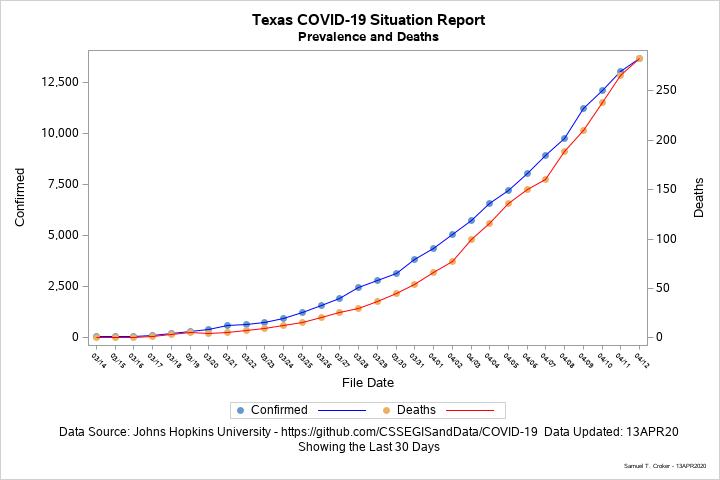 Texas COVID-19 Situation Report
Prevalence and Deaths
Confirmed
12,500
10,000
7,500
5,000
2,500
0
Deaths
250
200
150
100
50
0
03/14 03/15 03/16 03/17 03/18 03/19 03/20 03/21 03/22 03/23 03/24 03/25 03/26 03/27 03/28 03/29 03/30 03/31 04/01 04/02 04/03 04/04 04/05 04/06 04/07 04/08 04/09 04/10 04/11 04/12
File Date
Confirmed Deaths
Data Source: Johns Hopkins University - https://github.com/CSSEGISandData/COVID-19 Data Updated: 13APR20
Showing the Last 30 Days
Samuel T. Croker - 13APR2020